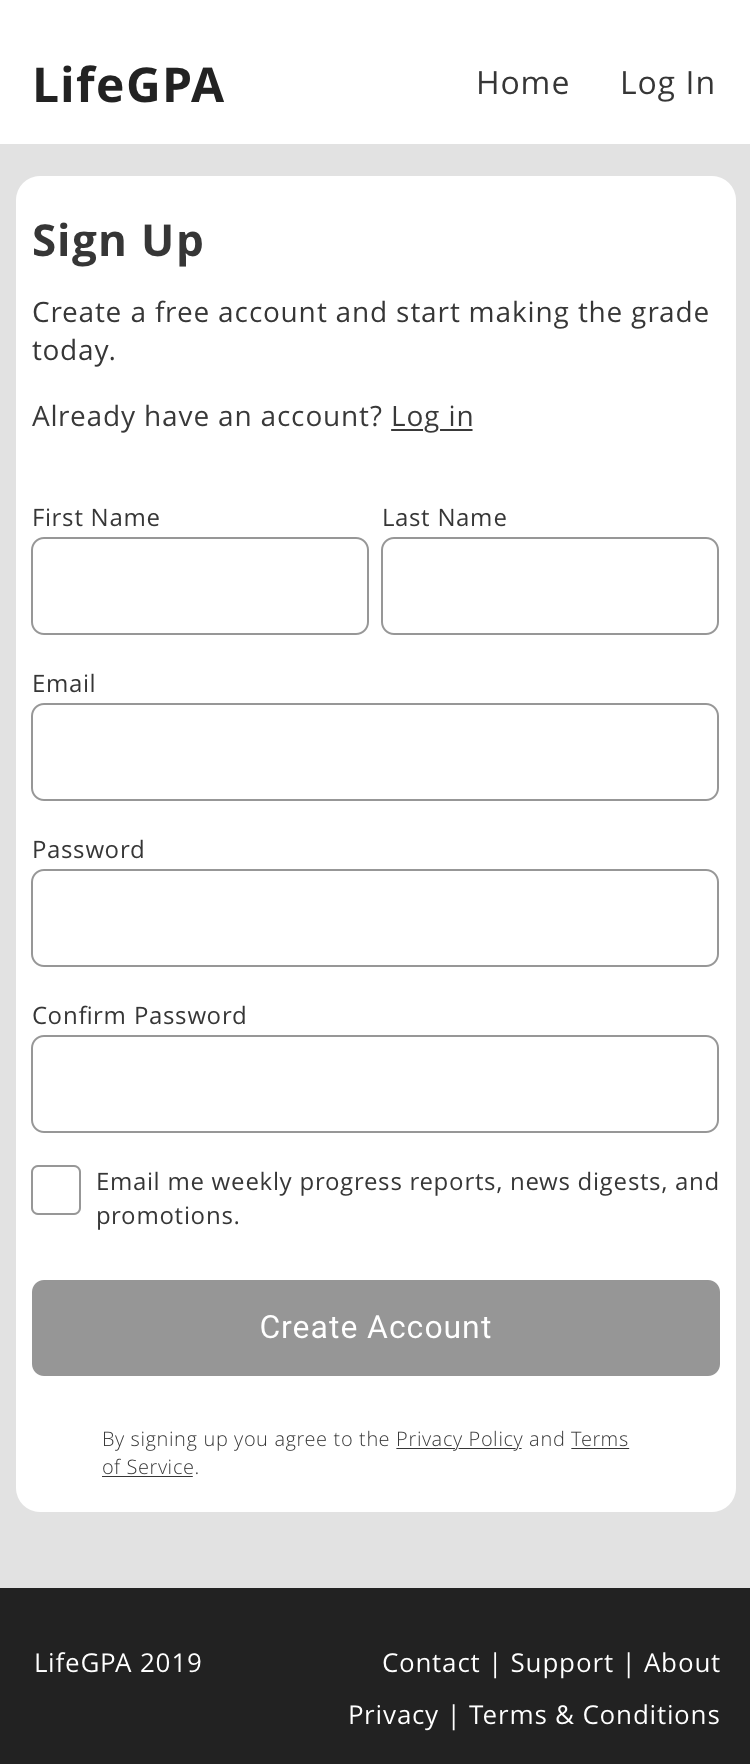 LifeGPA Home Log In
Sign Up
Create a free account and start making the grade
today.
Already have an account? Log in
First Name Last Name
Email
Password
Confirm Password
Email me weekly progress reports, news digests, and
promotions.
Create Account
By signing up you agree to the Privacy Policy and Terms
of Service.
LifeGPA 2019 Contact | Support | About
Privacy | Terms & Conditions